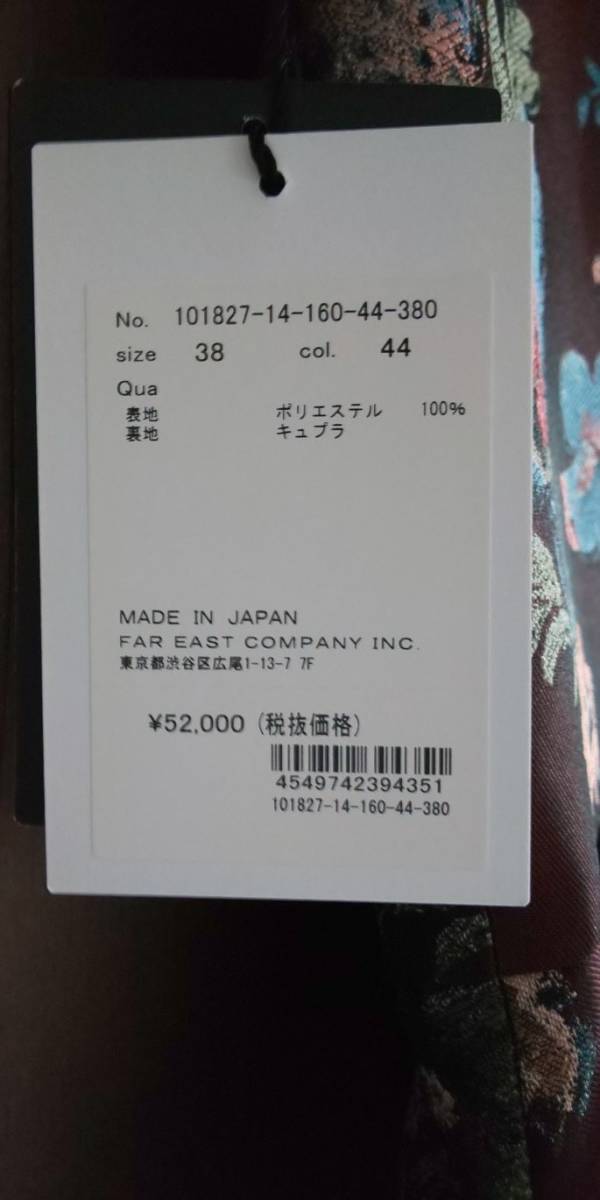 No. 101827-14-160-44-380
size 38 col. 44
Qua
表地 ポリエステル 100%
裏地 キュプラ
MADE IN JAPAN
FAR EAST COMPANY INC.
東京都渋谷区広尾1-13-7 7F
¥52,000 (税抜価格)
4549742394351
101827-14-160-44-380